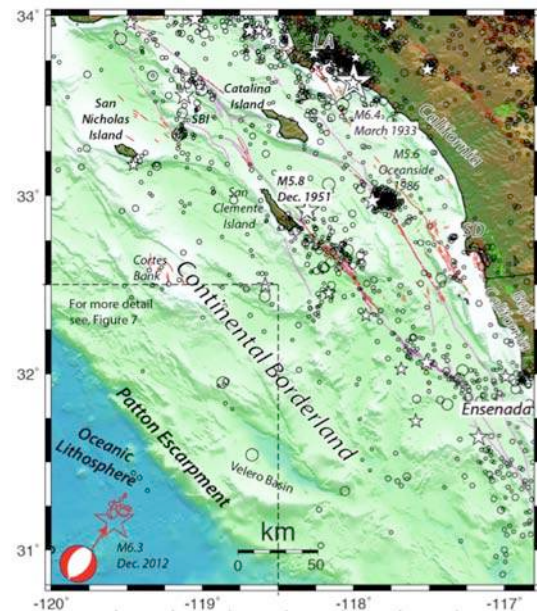 34°
LA
Catalina
Island
California
San
Nicholas
Island
SBI
M6.4
March 1933
M5.6
Oceanside
1986
33°
M5.8
Dec. 1951
San
Clemente
Island
SD
Cortes
Bank
For more detail
see, Figure 7
Continental Borderland
32°
Ensenada
Patton Escarpment
Oceanic
Lithosphere
Velero Basin
km
0 50
31°
M6.3
Dec. 2012
-120° -119° -118° -117°